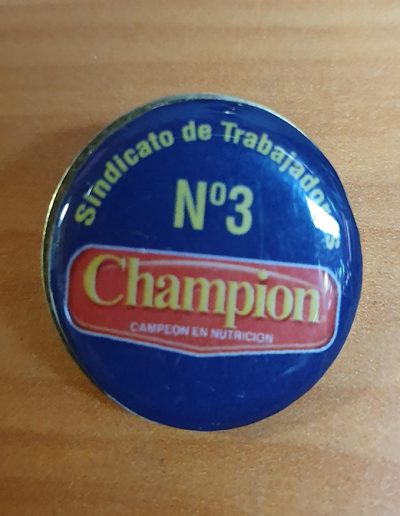 Sindicato de Trabajadores
Nº3
Champion
CAMPEON EN NUTRICION